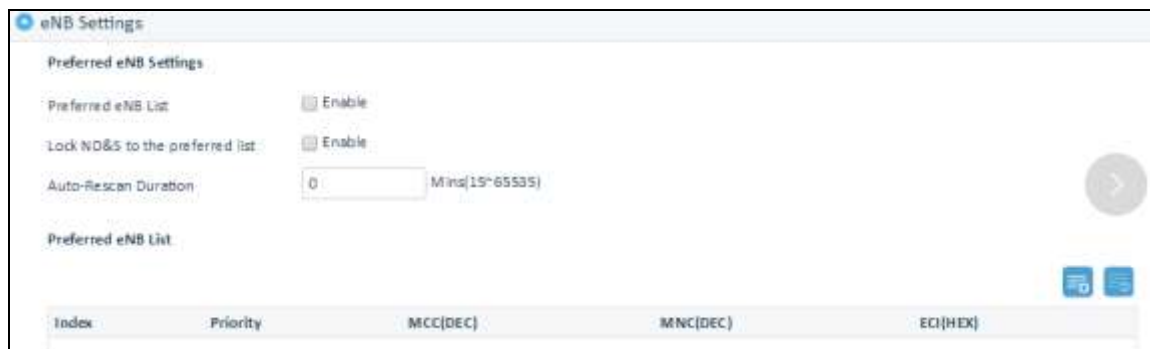 eNB Settings
Preferred eNB Settings
Preferred eNB List Enable
Lock ND&S to the preferred list Enable
Auto-Rescan Duration 0 Mins(15~65535)
Preferred eNB List
Index Priority MCC(DEC) MNC(DEC) ECI(HEX)